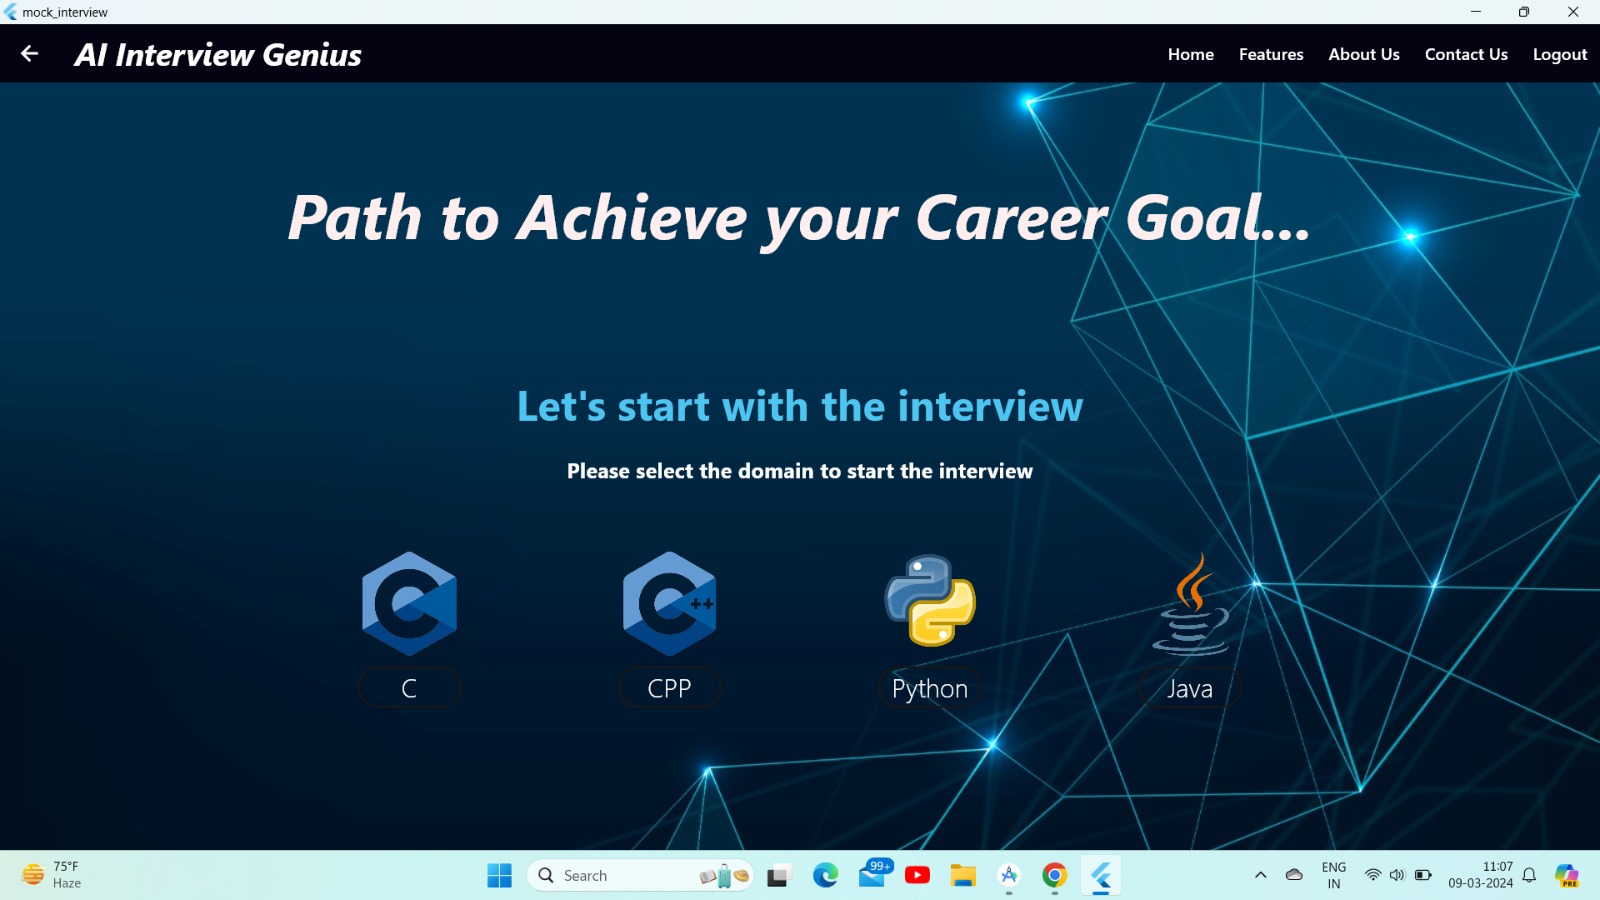 mock_interview
AI Interview Genius
Home Features About Us Contact Us Logout
Path to Achieve your Career Goal...
Let's start with the interview
Please select the domain to start the interview
++
C CPP Python Java
75°F
Haze
Search
99+
ENG
IN
11:07
09-03-2024
PRE